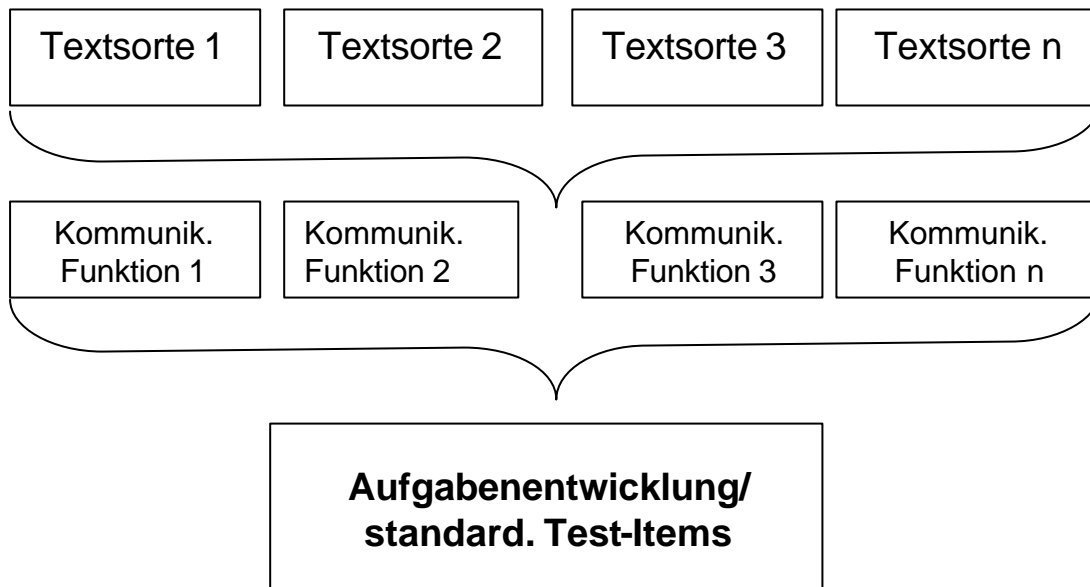 Textsorte 1
Textsorte 2
Textsorte 3
Textsorte n
Kommunik.
Funktion 1
Kommunik.
Funktion 2
Kommunik.
Funktion 3
Kommunik.
Funktion n
Aufgabenentwicklung/
standard. Test-Items